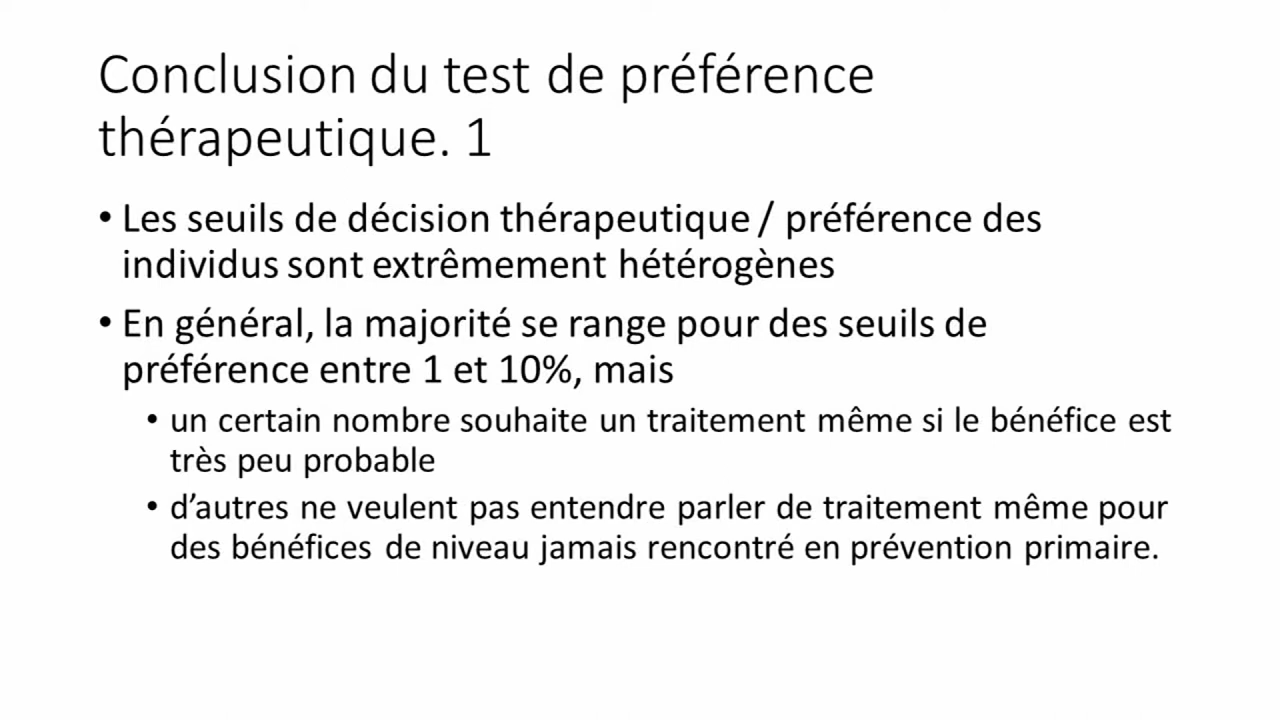 Conclusion du test de préférence
thérapeutique. 1
• Les seuils de décision thérapeutique / préférence des
individus sont extrêmement hétérogènes
• En général, la majorité se range pour des seuils de
préférence entre 1 et 10%, mais
• un certain nombre souhaite un traitement même si le bénéfice est
très peu probable
• d’autres ne veulent pas entendre parler de traitement même pour
des bénéfices de niveau jamais rencontré en prévention primaire.